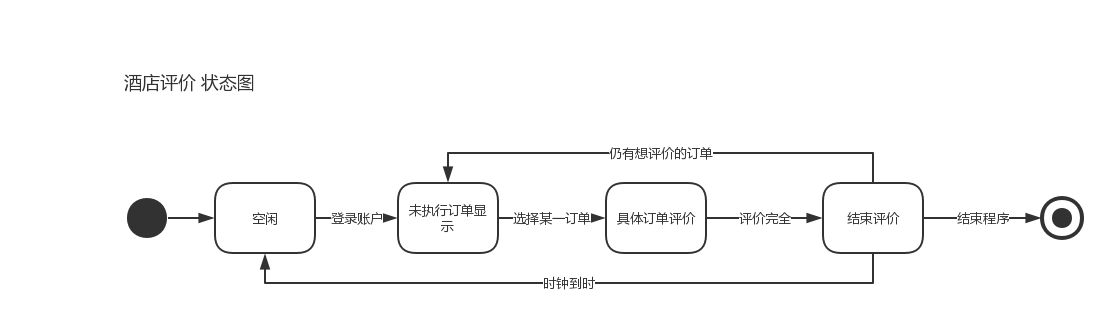 酒店评价 状态图
仍有想评价的订单
空闲
登录账户
未执行订单显
示
选择某一订单
具体订单评价
评价完全
结束评价
结束程序
时钟到时